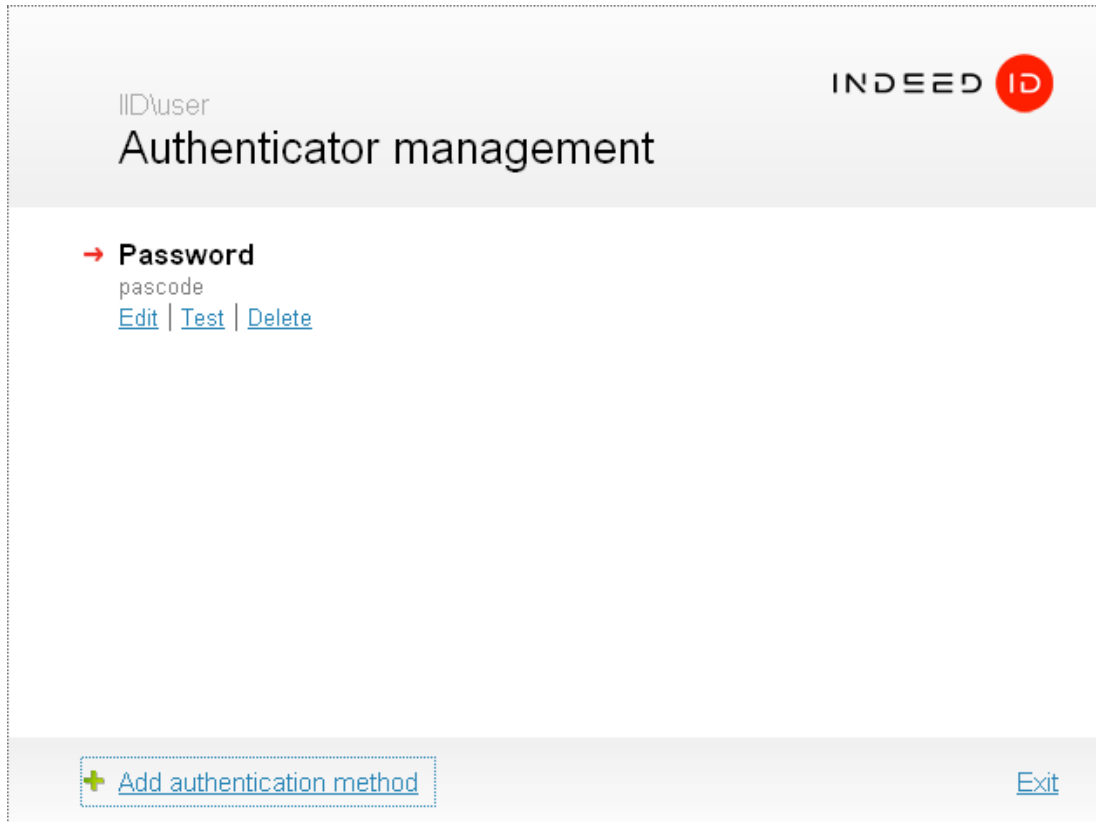 INDEED ID
IID\user
Authenticator management
Password
pascode
Edit | Test | Delete
Add authentication method
Exit